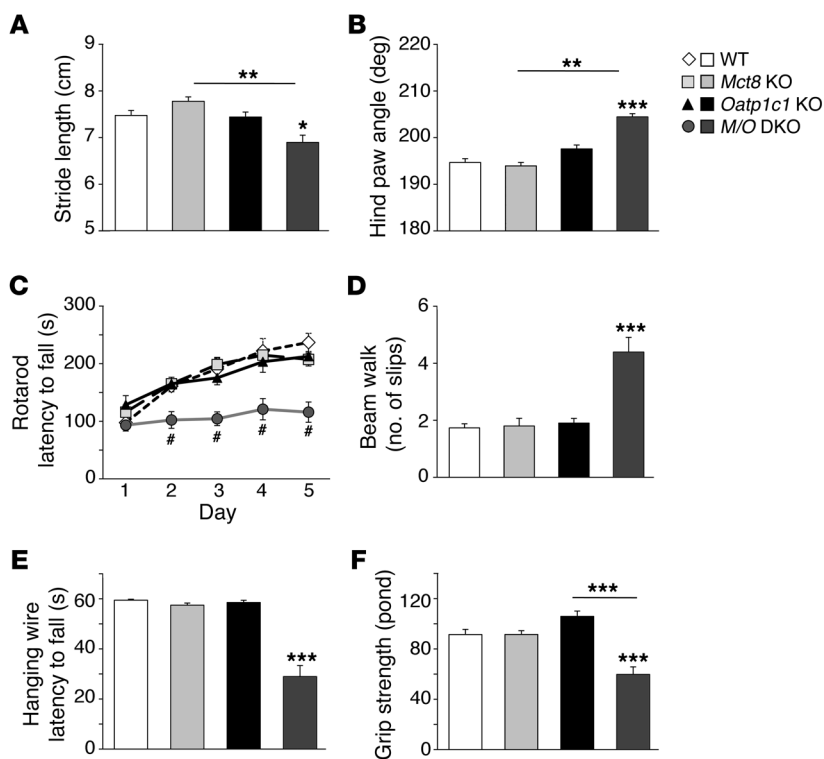 A
Stride length (cm)
9
8
7
6
5
**
*
B
Hind paw angle (deg)
220
210
200
190
180
**
***
WT
Mct8 KO
Oatp1c1 KO
M/O DKO
C
Rotarod
latency to fall (s)
300
200
100
0
# # # #
1 2 3 4 5
Day
D
Beam walk
(no. of slips)
6
4
2
0
***
E
Hanging wire
latency to fall (s)
60
40
20
0
***
F
Grip strength (pond)
120
80
40
0
***
***